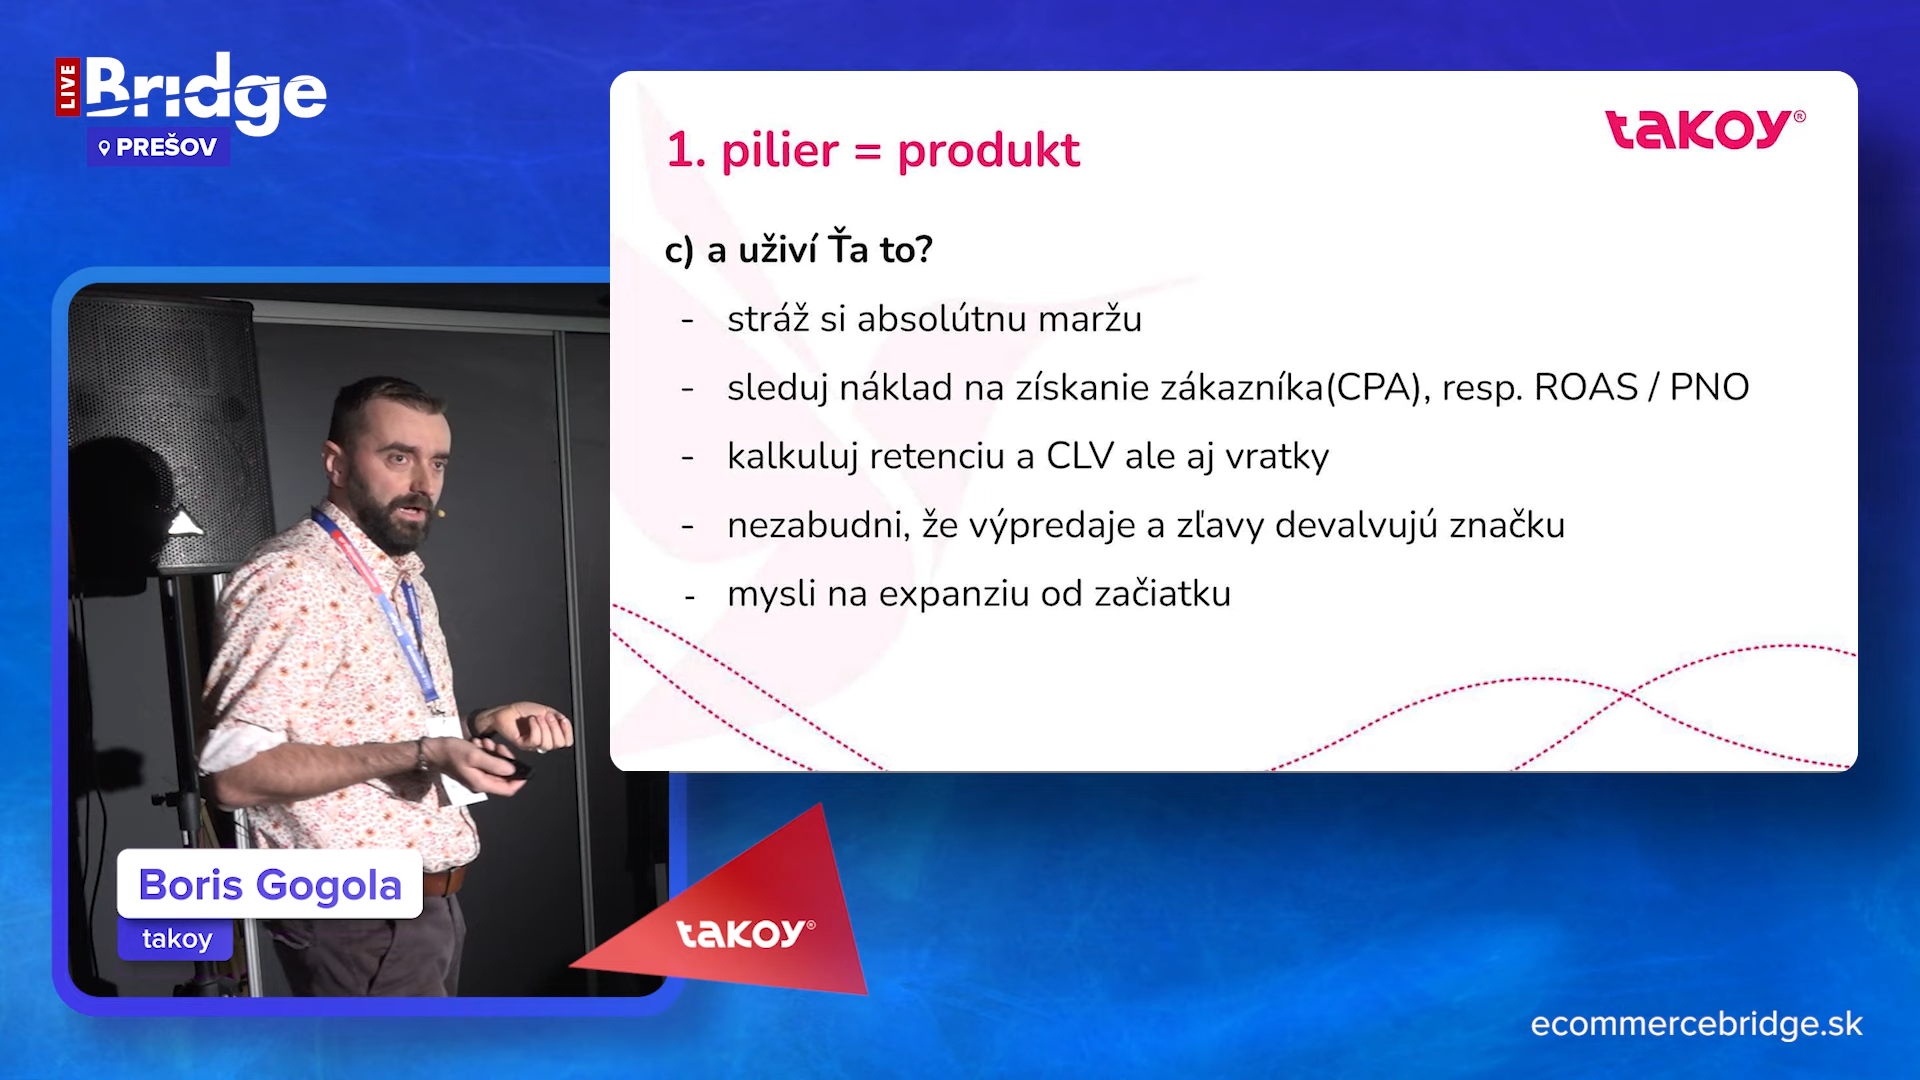 LIVE
Bridge
PREŠOV
takoy®
1. pilier = produkt
c) a uživí Ťa to?
- stráž si absolútnu maržu
- sleduj náklad na získanie zákazníka(CPA), resp. ROAS / PNO
- kalkuluj retenciu a CLV ale aj vratky
- nezabudni, že výpredaje a zľavy devalvujú značku
- mysli na expanziu od začiatku
Boris Gogola
takoy
takoy®
ecommercebridge.sk